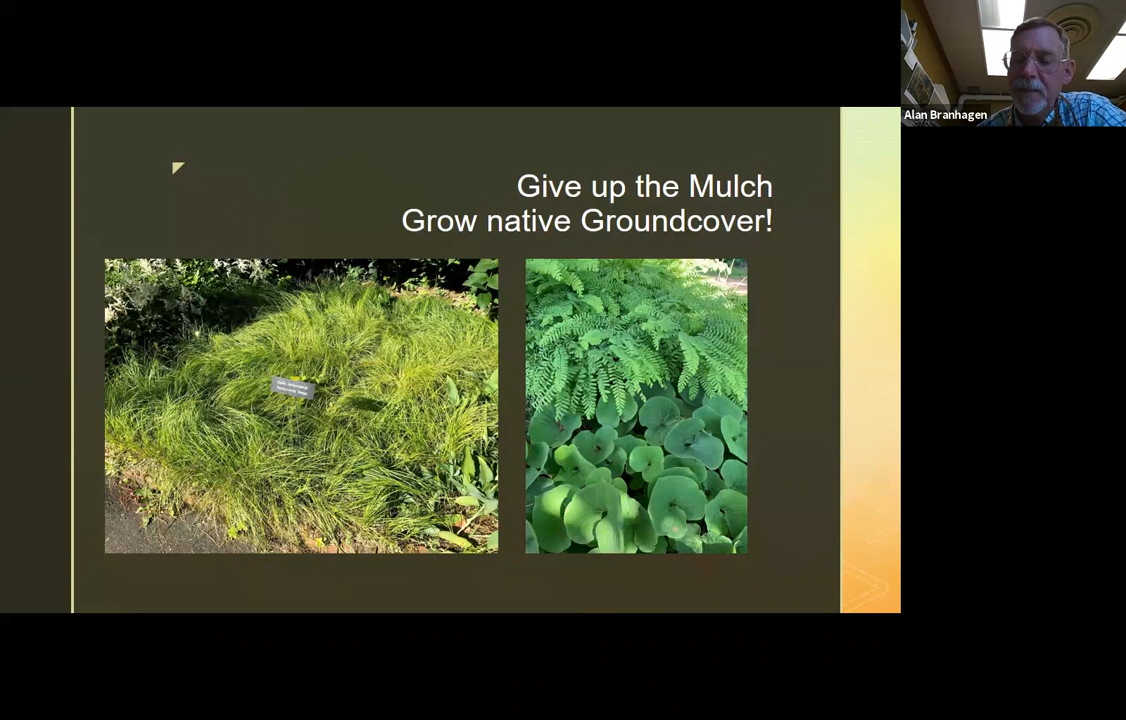 Give up the Mulch
Grow native Groundcover!
Alan Branhagen